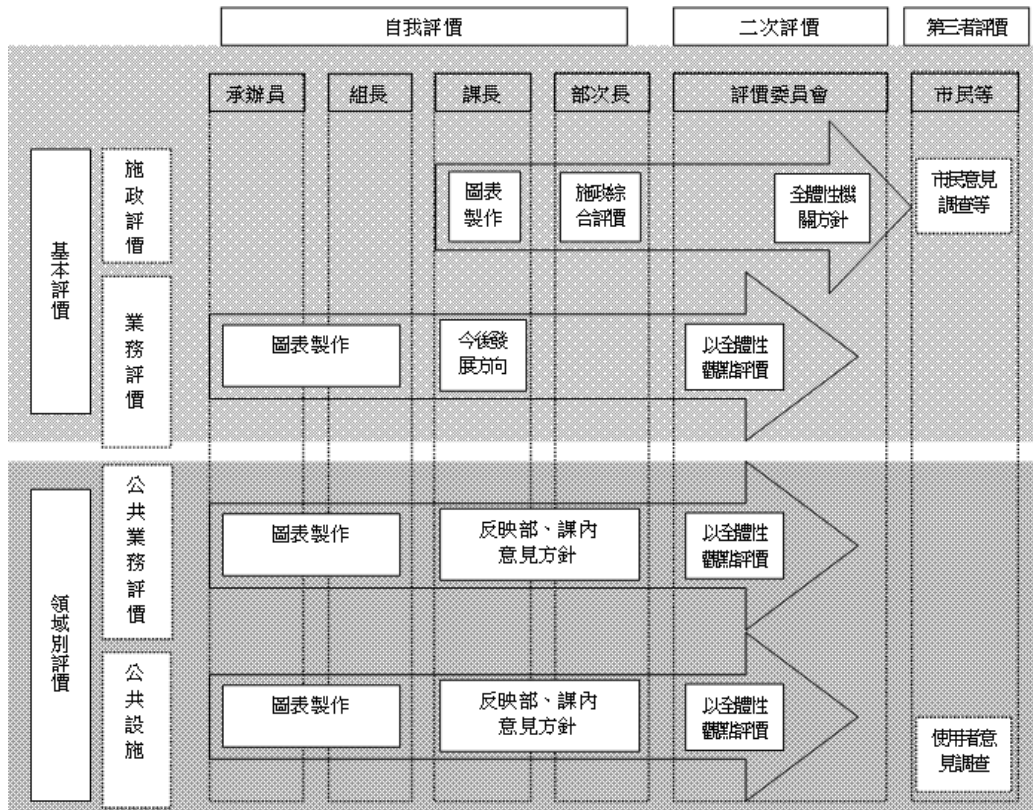 自我評價
二次評價
第三者評價
承辦員
組長
課長
部次長
評價委員會
市民等
基本評價
施政評價
圖表
製作
施政綜
合評價
全體性機
關方針
市民意見
調查等
業務評價
圖表製作
今後發
展方向
以全體性
觀點評價
領域別評價
公共業務評價
圖表製作
反映部、課內
意見方針
以全體性
觀點評價
公共設施
圖表製作
反映部、課內
意見方針
以全體性
觀點評價
使用者意
見調查